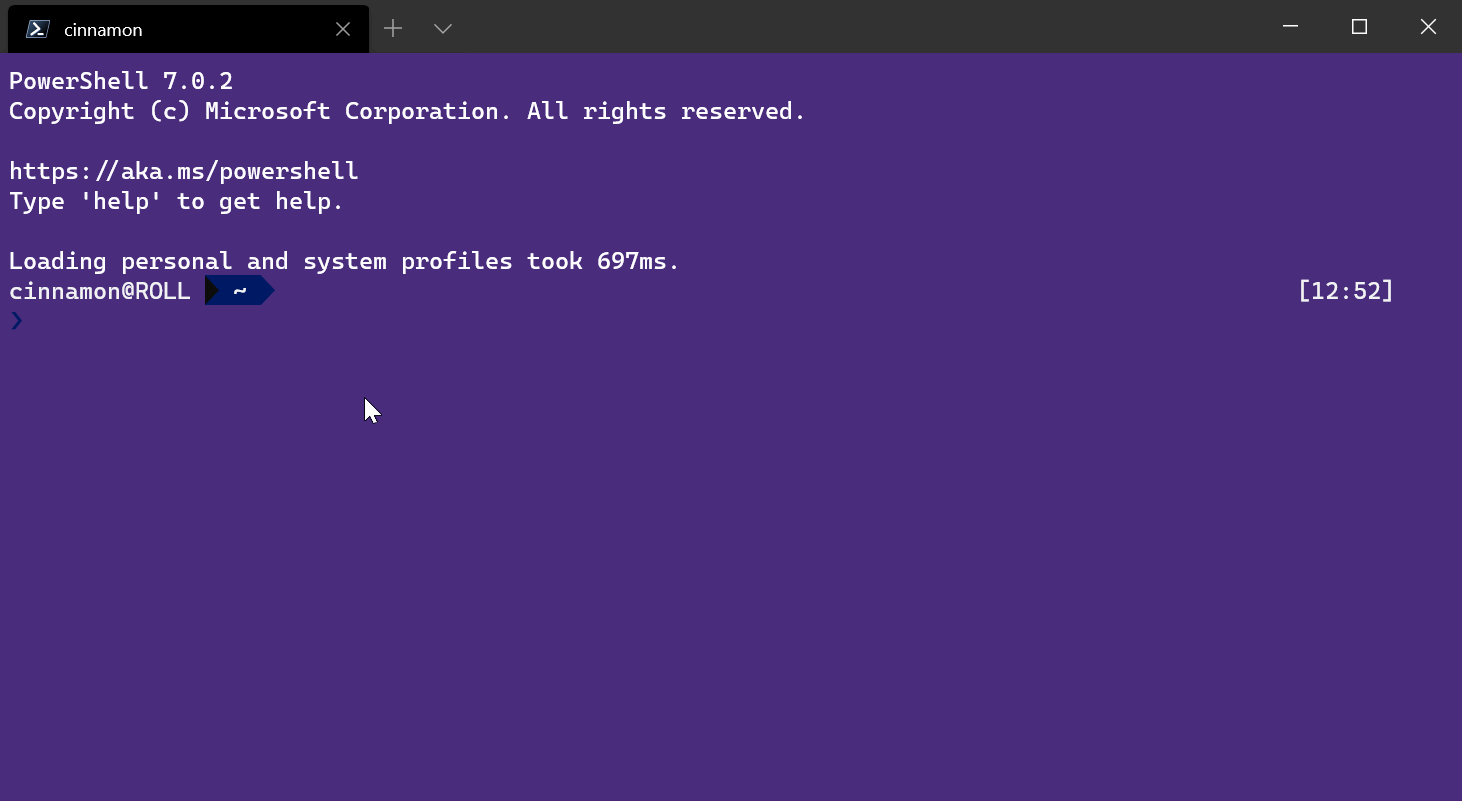 cinnamon
PowerShell 7.0.2
Copyright (c) Microsoft Corporation. All rights reserved.
https://aka.ms/powershell
Type 'help' to get help.
Loading personal and system profiles took 697ms.
cinnamon@ROLL ~ [12:52]
❯